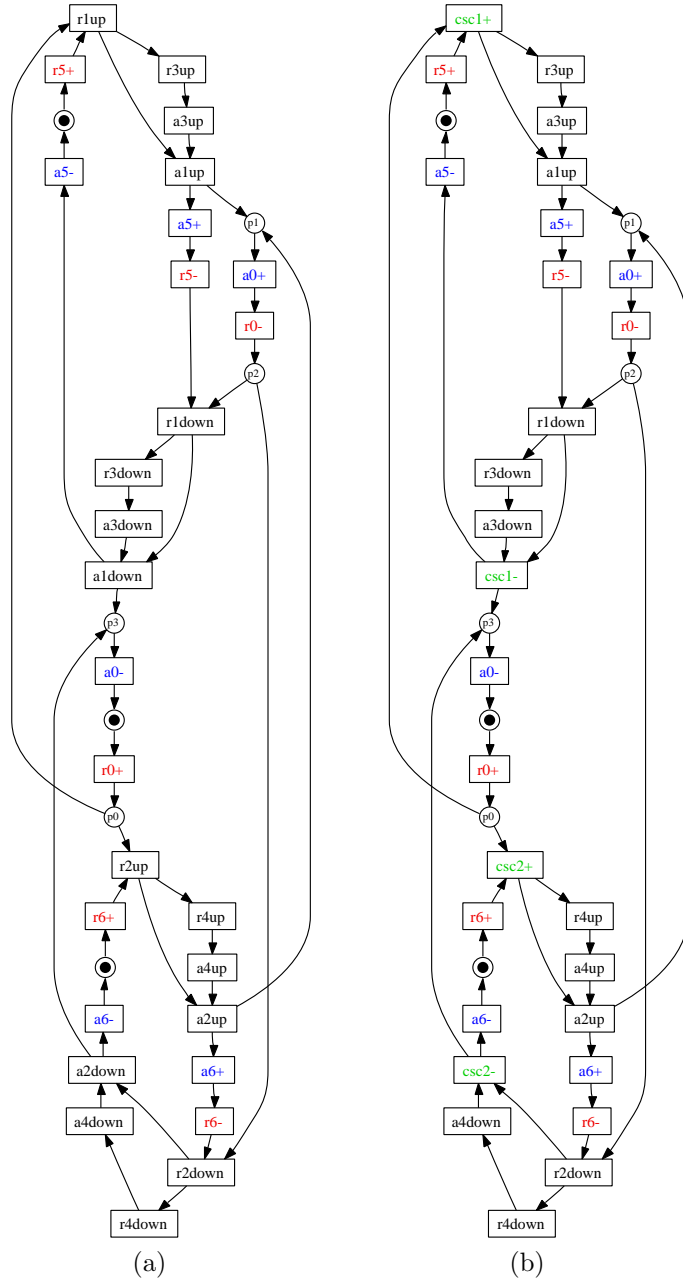 r1up
r5+
r3up
a3up
a5-
a1up
a5+
p1
r5-
a0+
r0-
p2
r1down
r3down
a3down
a1down
p3
a0-
r0+
p0
r2up
r6+
r4up
a4up
a6-
a2up
a2down
a6+
a4down
r6-
r2down
r4down
(a)
csc1+
r5+
r3up
a3up
a5-
a1up
a5+
p1
r5-
a0+
r0-
p2
r1down
r3down
a3down
csc1-
p3
a0-
r0+
p0
csc2+
r6+
r4up
a4up
a6-
a2up
csc2-
a6+
a4down
r6-
r2down
r4down
(b)